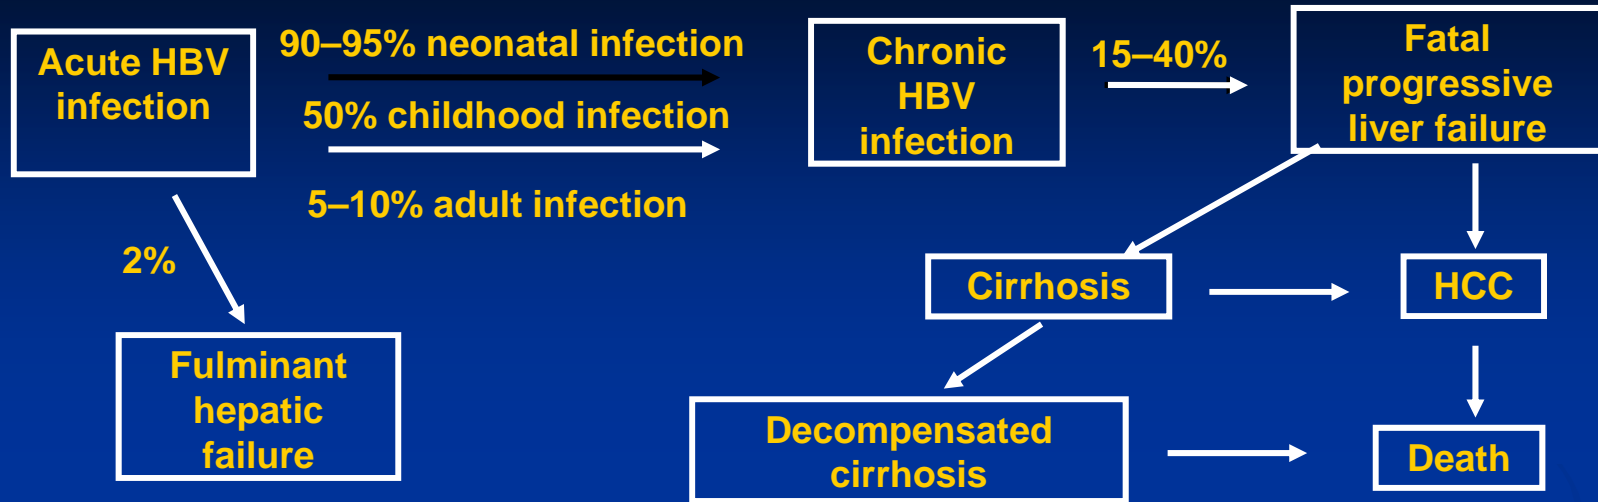 Acute HBV
infection
90–95% neonatal infection
50% childhood infection
5–10% adult infection
Chronic
HBV
infection
15–40%
Fatal
progressive
liver failure
2%
Fulminant
hepatic
failure
Cirrhosis
HCC
Decompensated
cirrhosis
Death